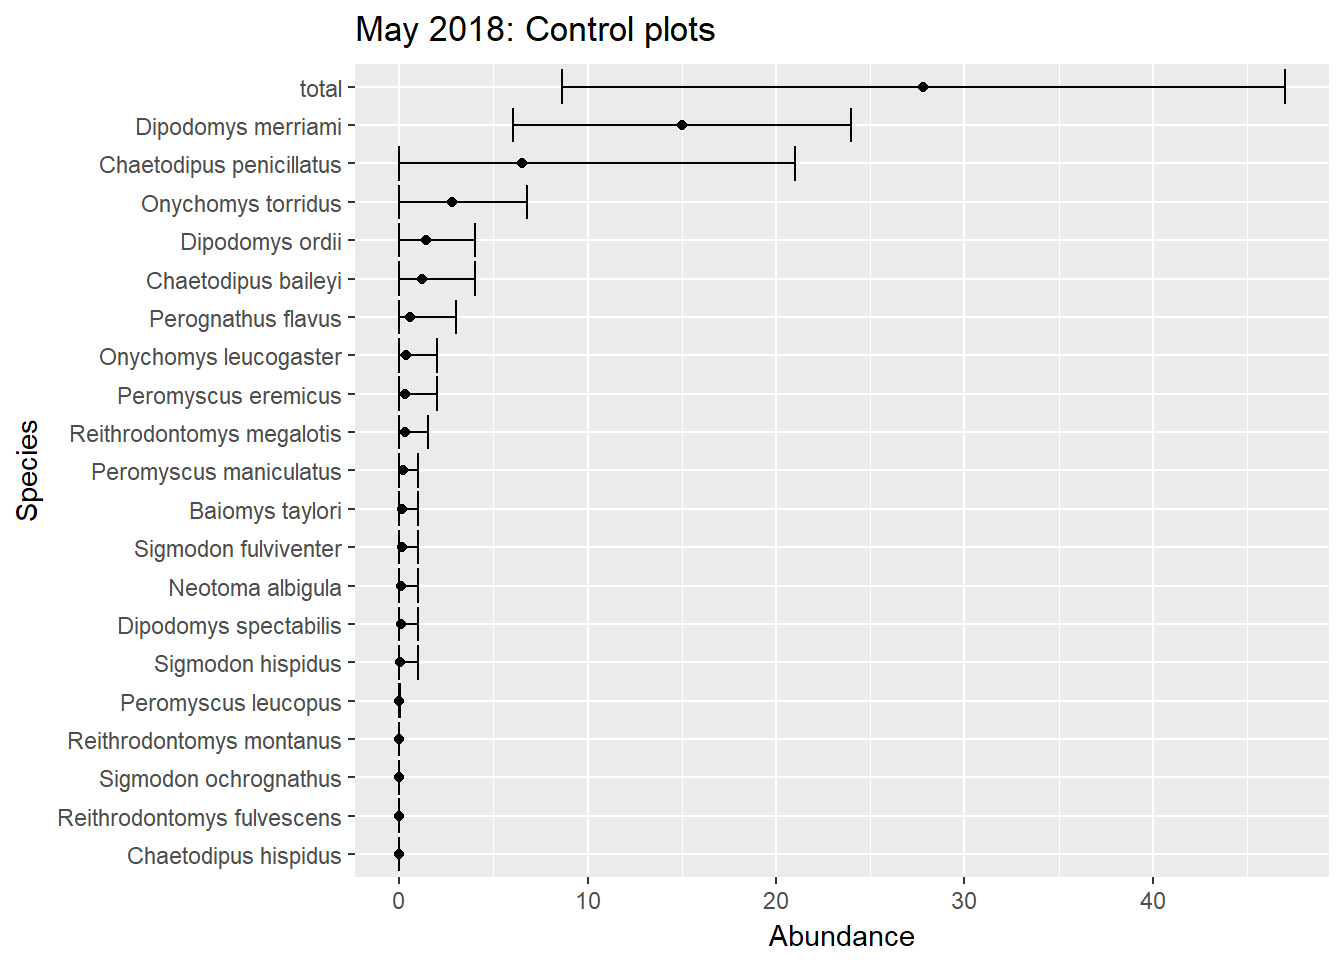 May 2018: Control plots
total
Dipodomys merriami
Chaetodipus penicillatus
Onychomys torridus
Dipodomys ordii
Chaetodipus baileyi
Perognathus flavus
Onychomys leucogaster
Peromyscus eremicus
Reithrodontomys megalotis
Peromyscus maniculatus
Baiomys taylori
Sigmodon fulviventer
Neotoma albigula
Dipodomys spectabilis
Sigmodon hispidus
Peromyscus leucopus
Reithrodontomys montanus
Sigmodon ochrognathus
Reithrodontomys fulvescens
Chaetodipus hispidus
Species
0 10 20 30 40
Abundance